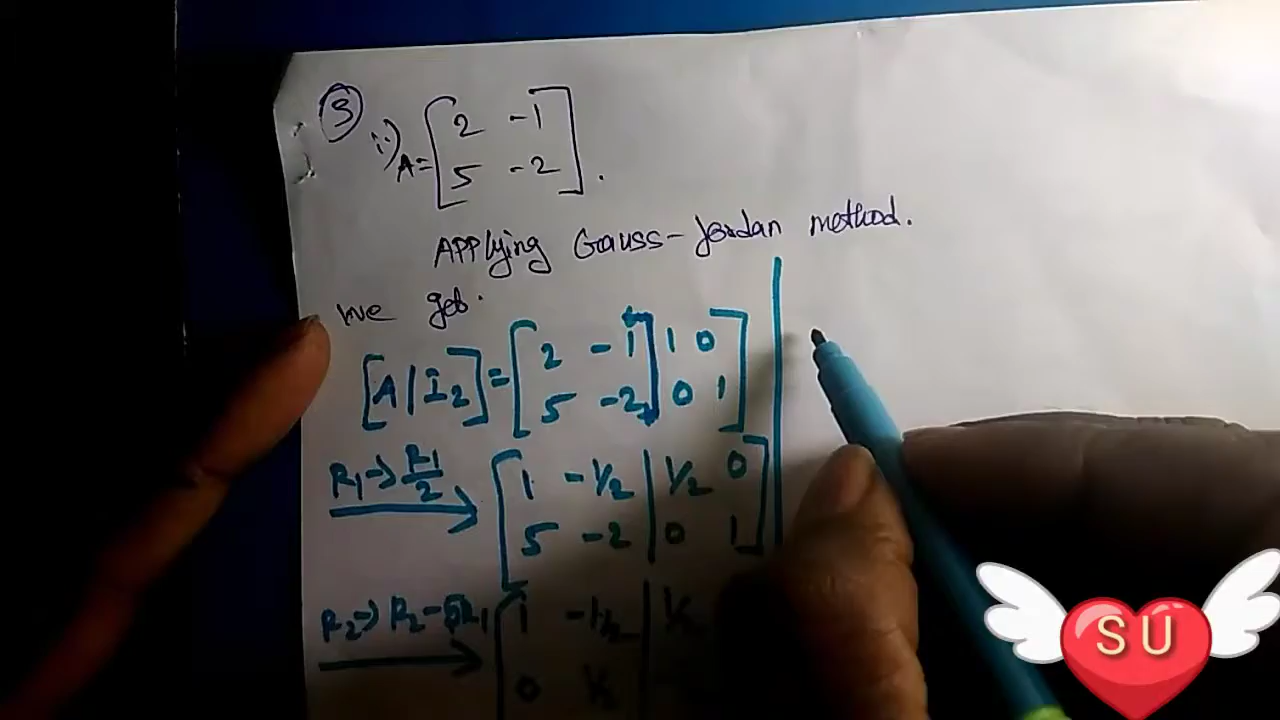 ③ i) A = [ 2 -1
5 -2 ].
Applying Gauss-Jordan method.
we get.
[A | I₂] = [ 2 -1 | 1 0
5 -2 | 0 1 ]
R₁ → R₁/2 [ 1 -1/2 | 1/2 0
5 -2 | 0 1 ]
R₂ → R₂ - 5R₁ [ 1 -1/2 | 1/2
0 1/2 |
SU